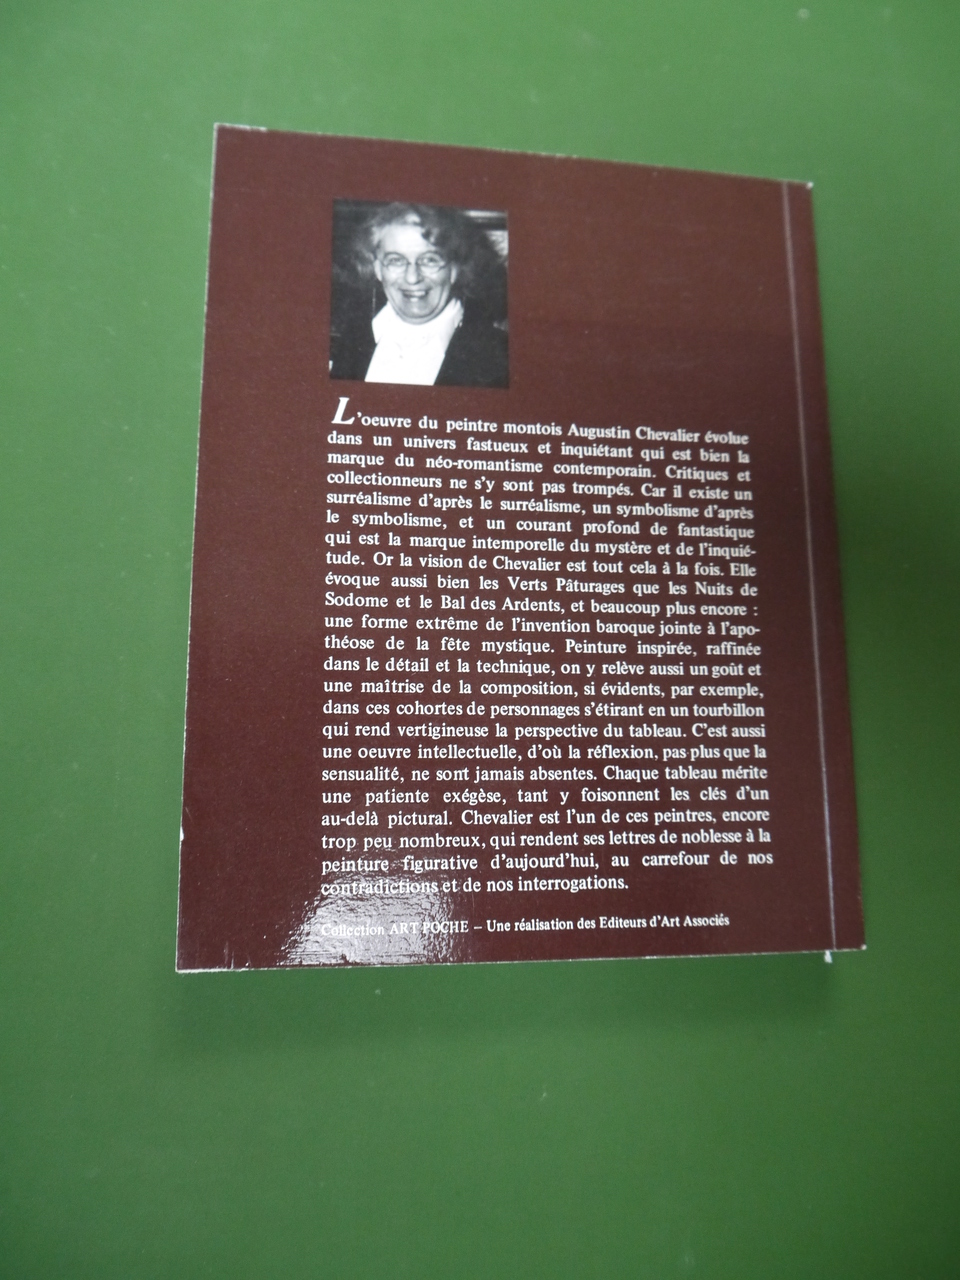 L'oeuvre du peintre montois Augustin Chevalier évolue
dans un univers fastueux et inquiétant qui est bien la
marque du néo-romantisme contemporain. Critiques et
collectionneurs ne s'y sont pas trompés. Car il existe un
surréalisme d'après le surréalisme, un symbolisme d'après
le symbolisme, et un courant profond de fantastique
qui est la marque intemporelle du mystère et de l'inquié-
tude. Or la vision de Chevalier est tout cela à la fois. Elle
évoque aussi bien les Verts Pâturages que les Nuits de
Sodome et le Bal des Ardents, et beaucoup plus encore :
une forme extrême de l'invention baroque jointe à l'apo-
théose de la fête mystique. Peinture inspirée, raffinée
dans le détail et la technique, on y relève aussi un goût et
une maîtrise de la composition, si évidents, par exemple,
dans ces cohortes de personnages s'étirant en un tourbillon
qui rend vertigineuse la perspective du tableau. C'est aussi
une oeuvre intellectuelle, d'où la réflexion, pas plus que la
sensualité, ne sont jamais absentes. Chaque tableau mérite
une patiente exégèse, tant y foisonnent les clés d'un
au-delà pictural. Chevalier est l'un de ces peintres, encore
trop peu nombreux, qui rendent ses lettres de noblesse à la
peinture figurative d'aujourd'hui, au carrefour de nos
contradictions et de nos interrogations.
Collection ART POCHE – Une réalisation des Editeurs d'Art Associés